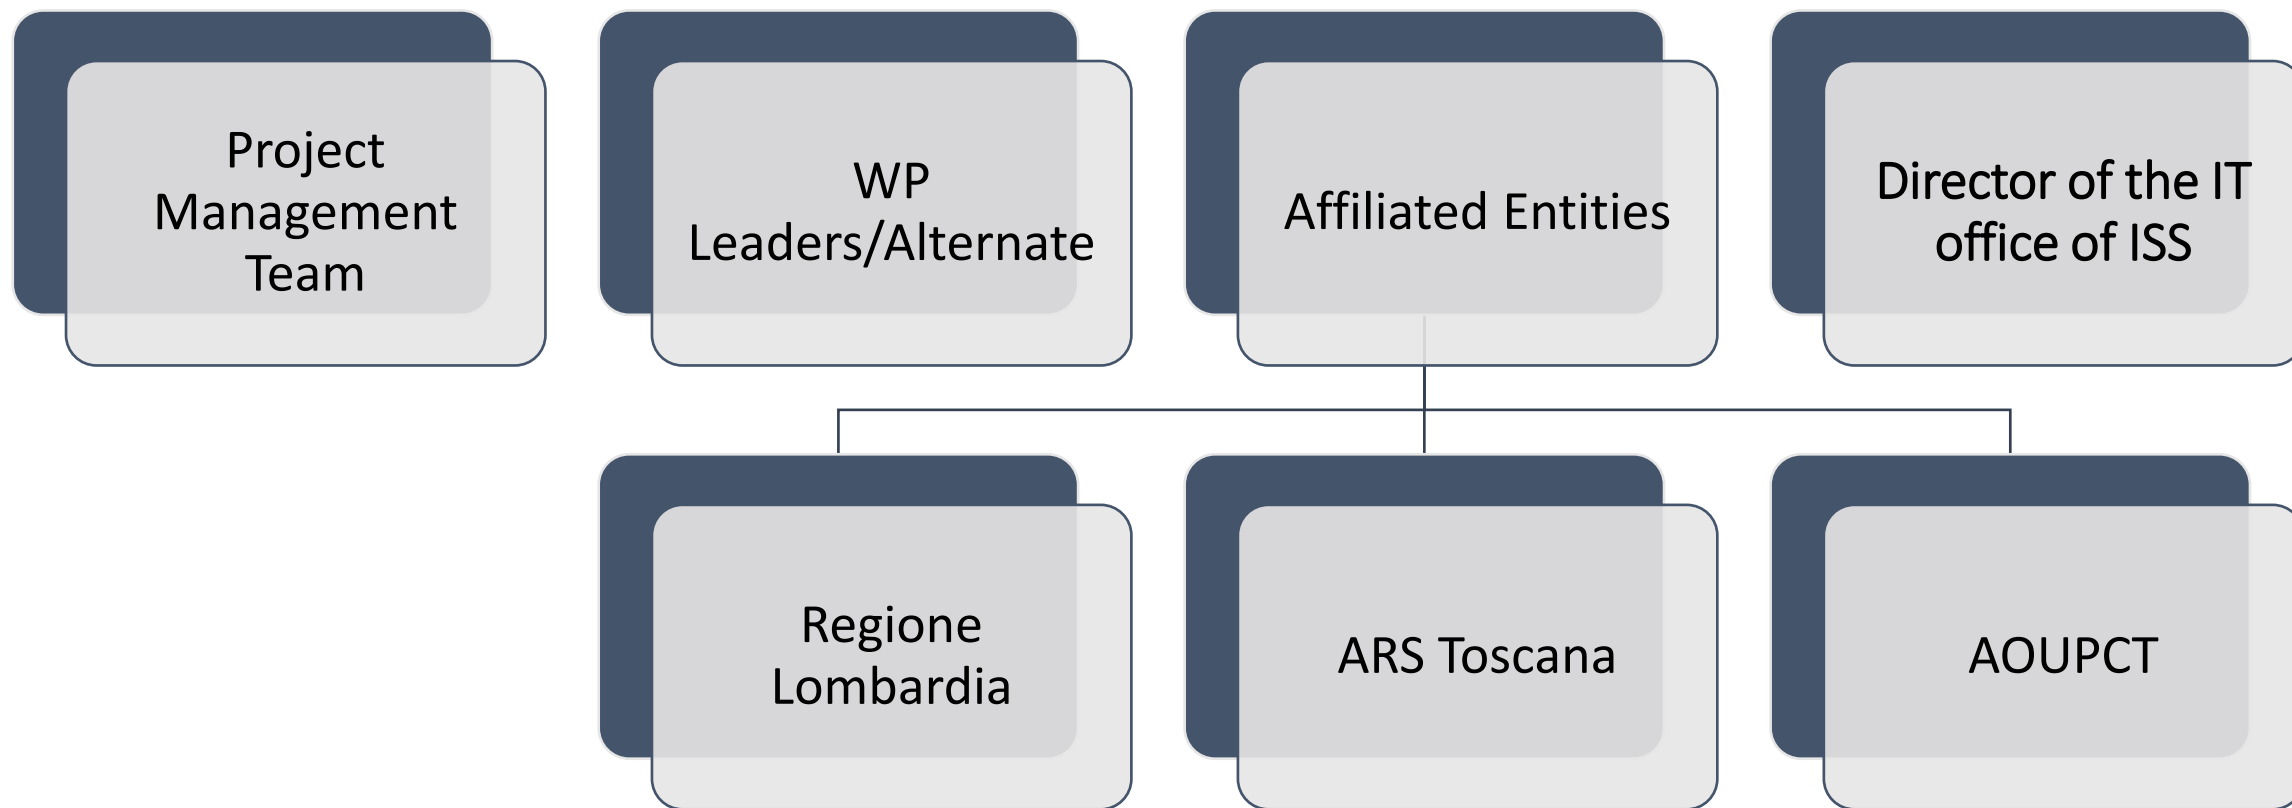 Project
Management
Team
WP
Leaders/Alternate
Affiliated Entities
Director of the IT
office of ISS
Regione
Lombardia
ARS Toscana
AOUPCT